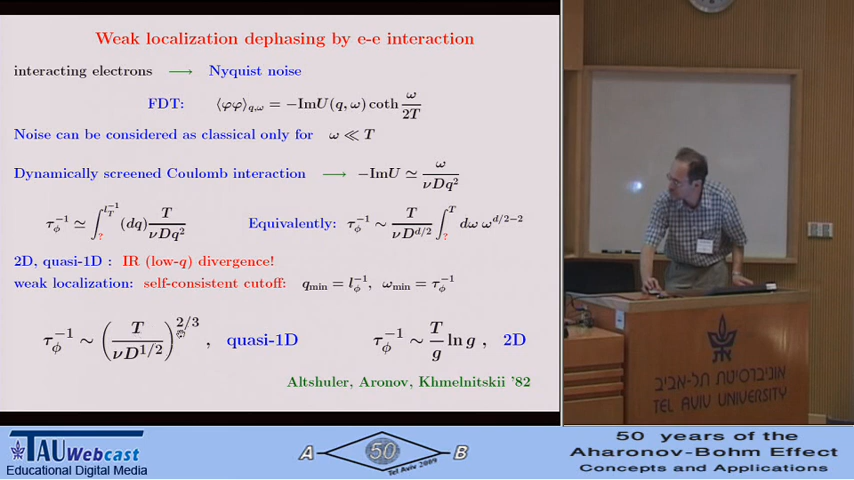 Weak localization dephasing by e-e interaction
interacting electrons ⟶ Nyquist noise
FDT: ⟨φφ⟩_{q,ω} = −ImU(q, ω) coth ω/2T
Noise can be considered as classical only for ω ≪ T
Dynamically screened Coulomb interaction ⟶ −ImU ≃ ω/νDq²
τ_φ^{-1} ≃ ∫_?^{l_T^{-1}} (dq) T/νDq² Equivalently: τ_φ^{-1} ∼ T/νD^{d/2} ∫_?^T dω ω^{d/2−2}
2D, quasi-1D : IR (low-q) divergence!
weak localization: self-consistent cutoff: q_min = l_φ^{-1}, ω_min = τ_φ^{-1}
τ_φ^{-1} ∼ (T/νD^{1/2})^{2/3} , quasi-1D τ_φ^{-1} ∼ T/g ln g , 2D
Altshuler, Aronov, Khmelnitskii '82
אוניברסיטת תל-אביב
TEL AVIV UNIVERSITY
TAUWebcast
Educational Digital Media
A 50 B
Tel Aviv 2009
50 years of the
Aharonov-Bohm Effect
Concepts and Applications